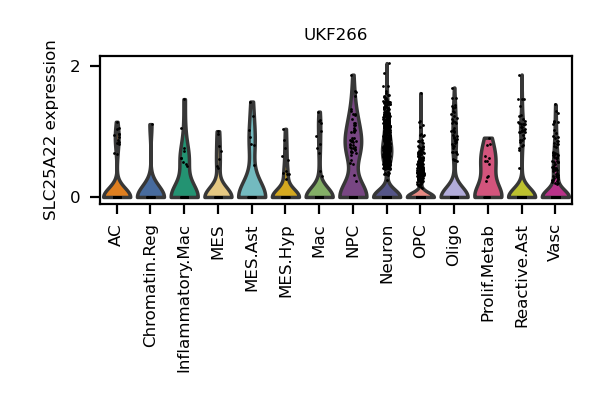 UKF266
SLC25A22 expression
2
0
AC
Chromatin.Reg
Inflammatory.Mac
MES
MES.Ast
MES.Hyp
Mac
NPC
Neuron
OPC
Oligo
Prolif.Metab
Reactive.Ast
Vasc